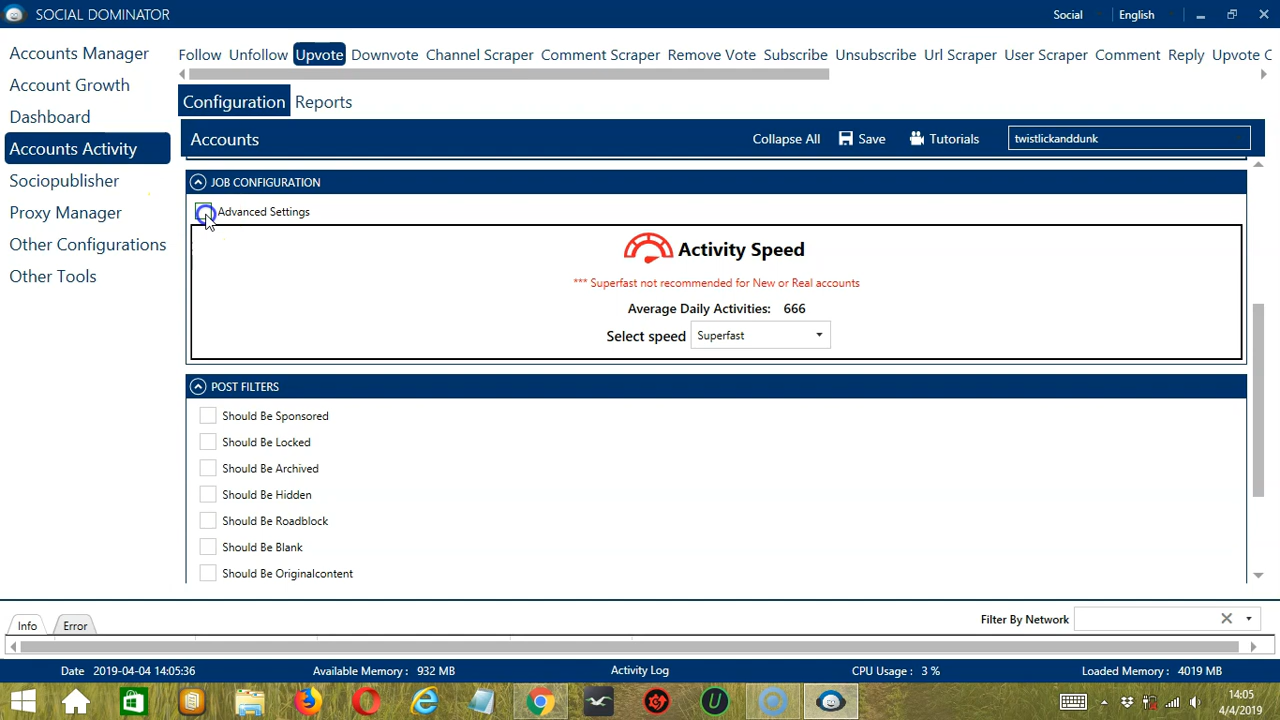 SOCIAL DOMINATOR
Social
English
Accounts Manager
Account Growth
Dashboard
Accounts Activity
Sociopublisher
Proxy Manager
Other Configurations
Other Tools
Follow Unfollow Upvote Downvote Channel Scraper Comment Scraper Remove Vote Subscribe Unsubscribe Url Scraper User Scraper Comment Reply Upvote C
Configuration Reports
Accounts
Collapse All Save Tutorials twistlickanddunk
JOB CONFIGURATION
Advanced Settings
Activity Speed
*** Superfast not recommended for New or Real accounts
Average Daily Activities: 666
Select speed Superfast
POST FILTERS
Should Be Sponsored
Should Be Locked
Should Be Archived
Should Be Hidden
Should Be Roadblock
Should Be Blank
Should Be Originalcontent
Info Error
Filter By Network
Date 2019-04-04 14:05:36 Available Memory : 932 MB Activity Log CPU Usage : 3 % Loaded Memory : 4019 MB
14:05
4/4/2019